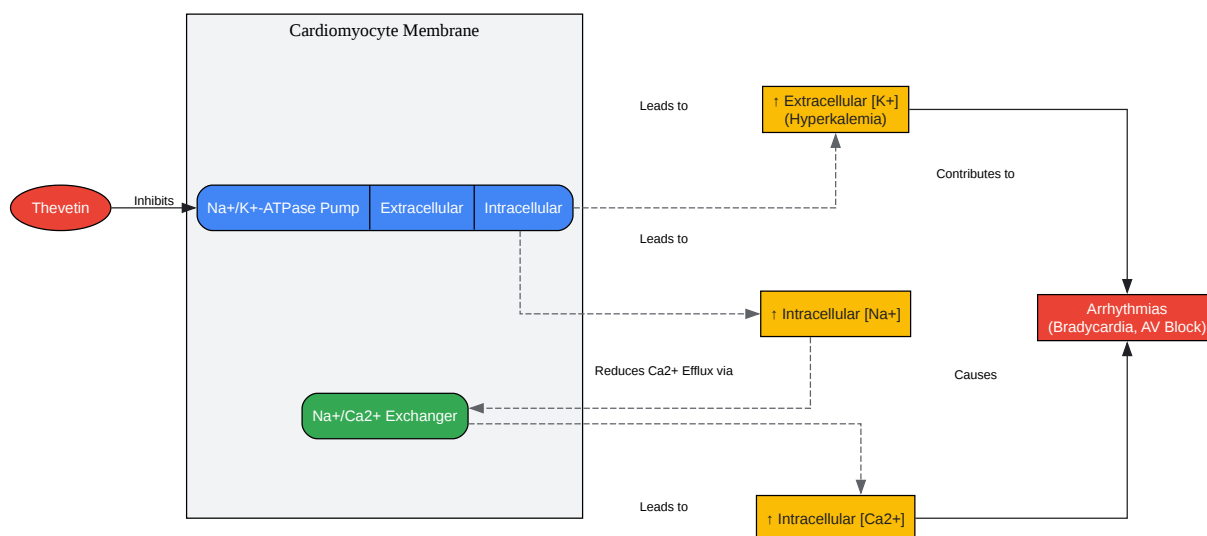 Cardiomyocyte Membrane
Leads to
↑ Extracellular [K+]
(Hyperkalemia)
Contributes to
Thevetin
Inhibits
Na+/K+-ATPase Pump
Extracellular
Intracellular
Leads to
↑ Intracellular [Na+]
Arrhythmias
(Bradycardia, AV Block)
Reduces Ca2+ Efflux via
Causes
Na+/Ca2+ Exchanger
Leads to
↑ Intracellular [Ca2+]